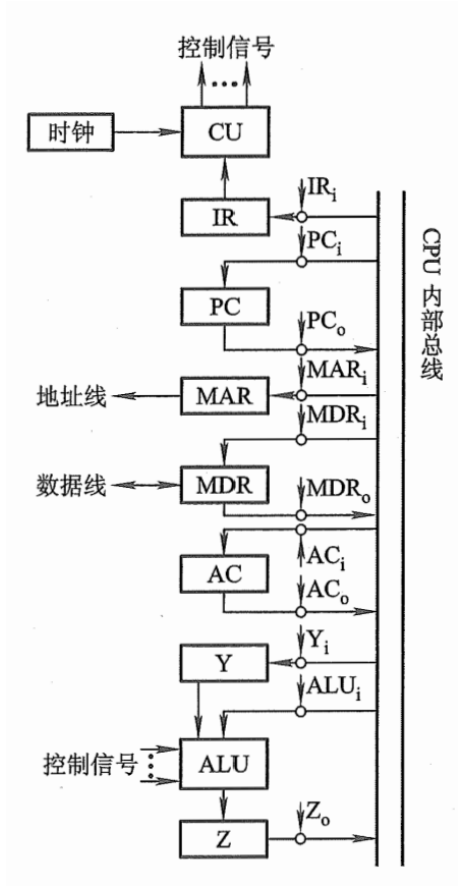 控制信号
...
时钟
CU
IR
IRᵢ
PCᵢ
PC
PCₒ
MARᵢ
地址线
MAR
MDRᵢ
数据线
MDR
MDRₒ
ACᵢ
AC
ACₒ
Yᵢ
Y
ALUᵢ
控制信号
ALU
Zₒ
Z
CPU 内部总线